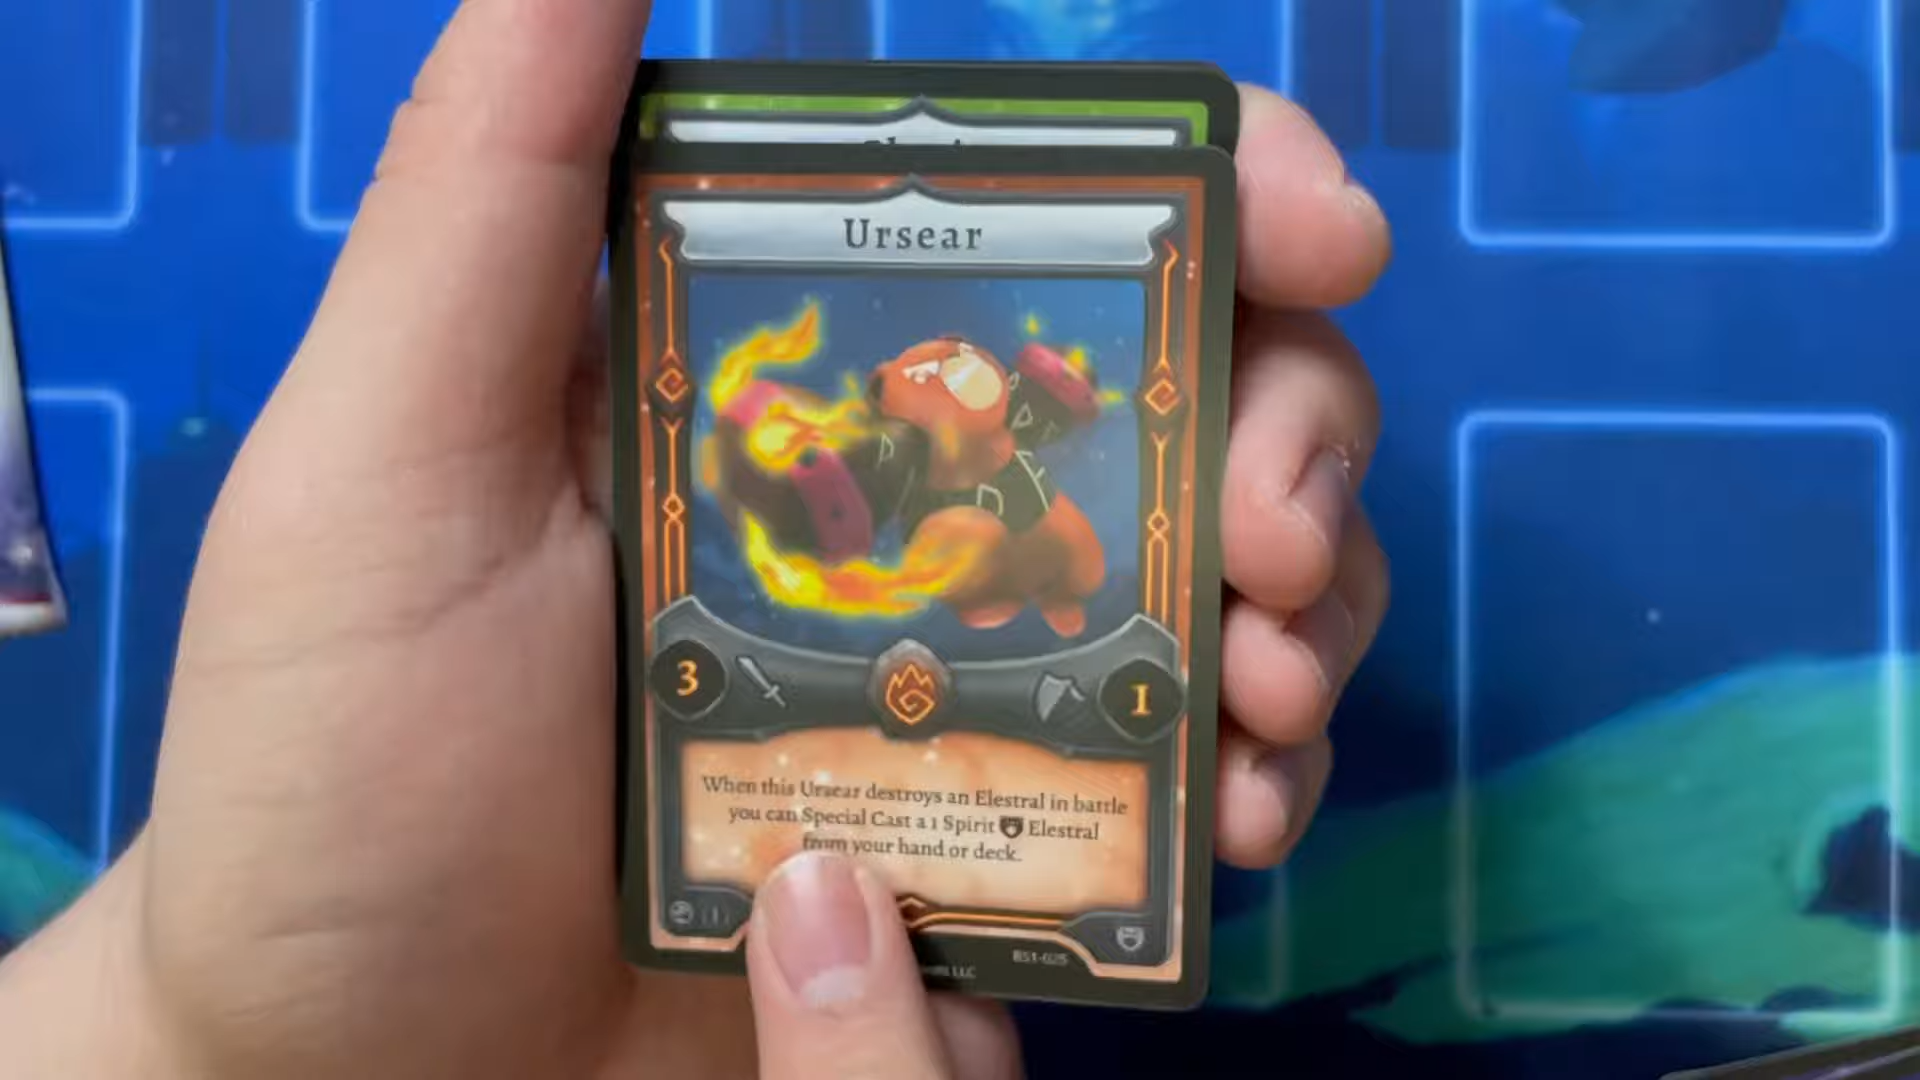 Ursear
3
1
When this Ursear destroys an Elestral in battle
you can Special Cast a 1 Spirit Elestral
from your hand or deck.
LLC
BS1-025